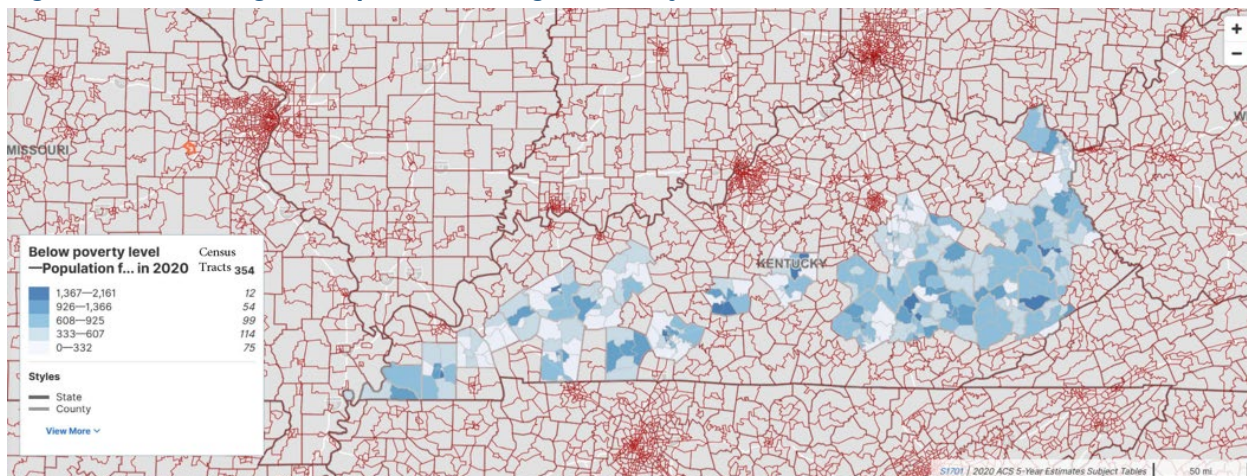 MISSOURI
W
KENTUCKY
+
−
Below poverty level
—Population f... in 2020
Census
Tracts 354
1,367—2,161 12
926—1,366 54
608—925 99
333—607 114
0—332 75
Styles
State
County
View More
S1701 | 2020 ACS 5-Year Estimates Subject Tables
50 mi